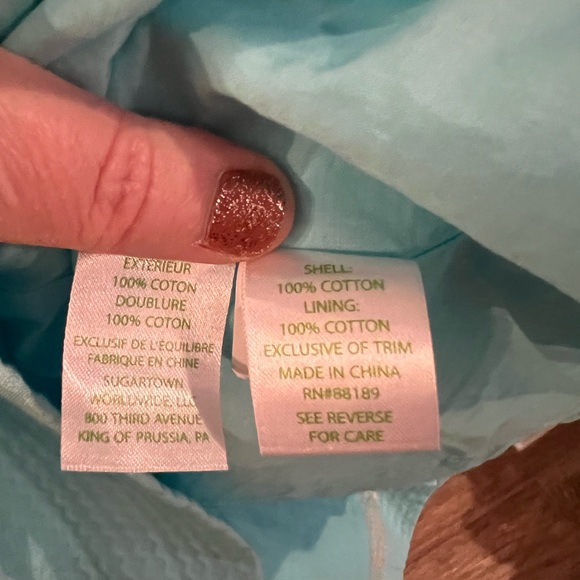 EXTERIEUR
100% COTON
DOUBLURE
100% COTON
EXCLUSIF DE L'ÉQUILIBRE
FABRIQUE EN CHINE
SUGARTOWN
WORLDWIDE, LLC
800 THIRD AVENUE
KING OF PRUSSIA, PA
SHELL:
100% COTTON
LINING:
100% COTTON
EXCLUSIVE OF TRIM
MADE IN CHINA
RN#88189
SEE REVERSE
FOR CARE